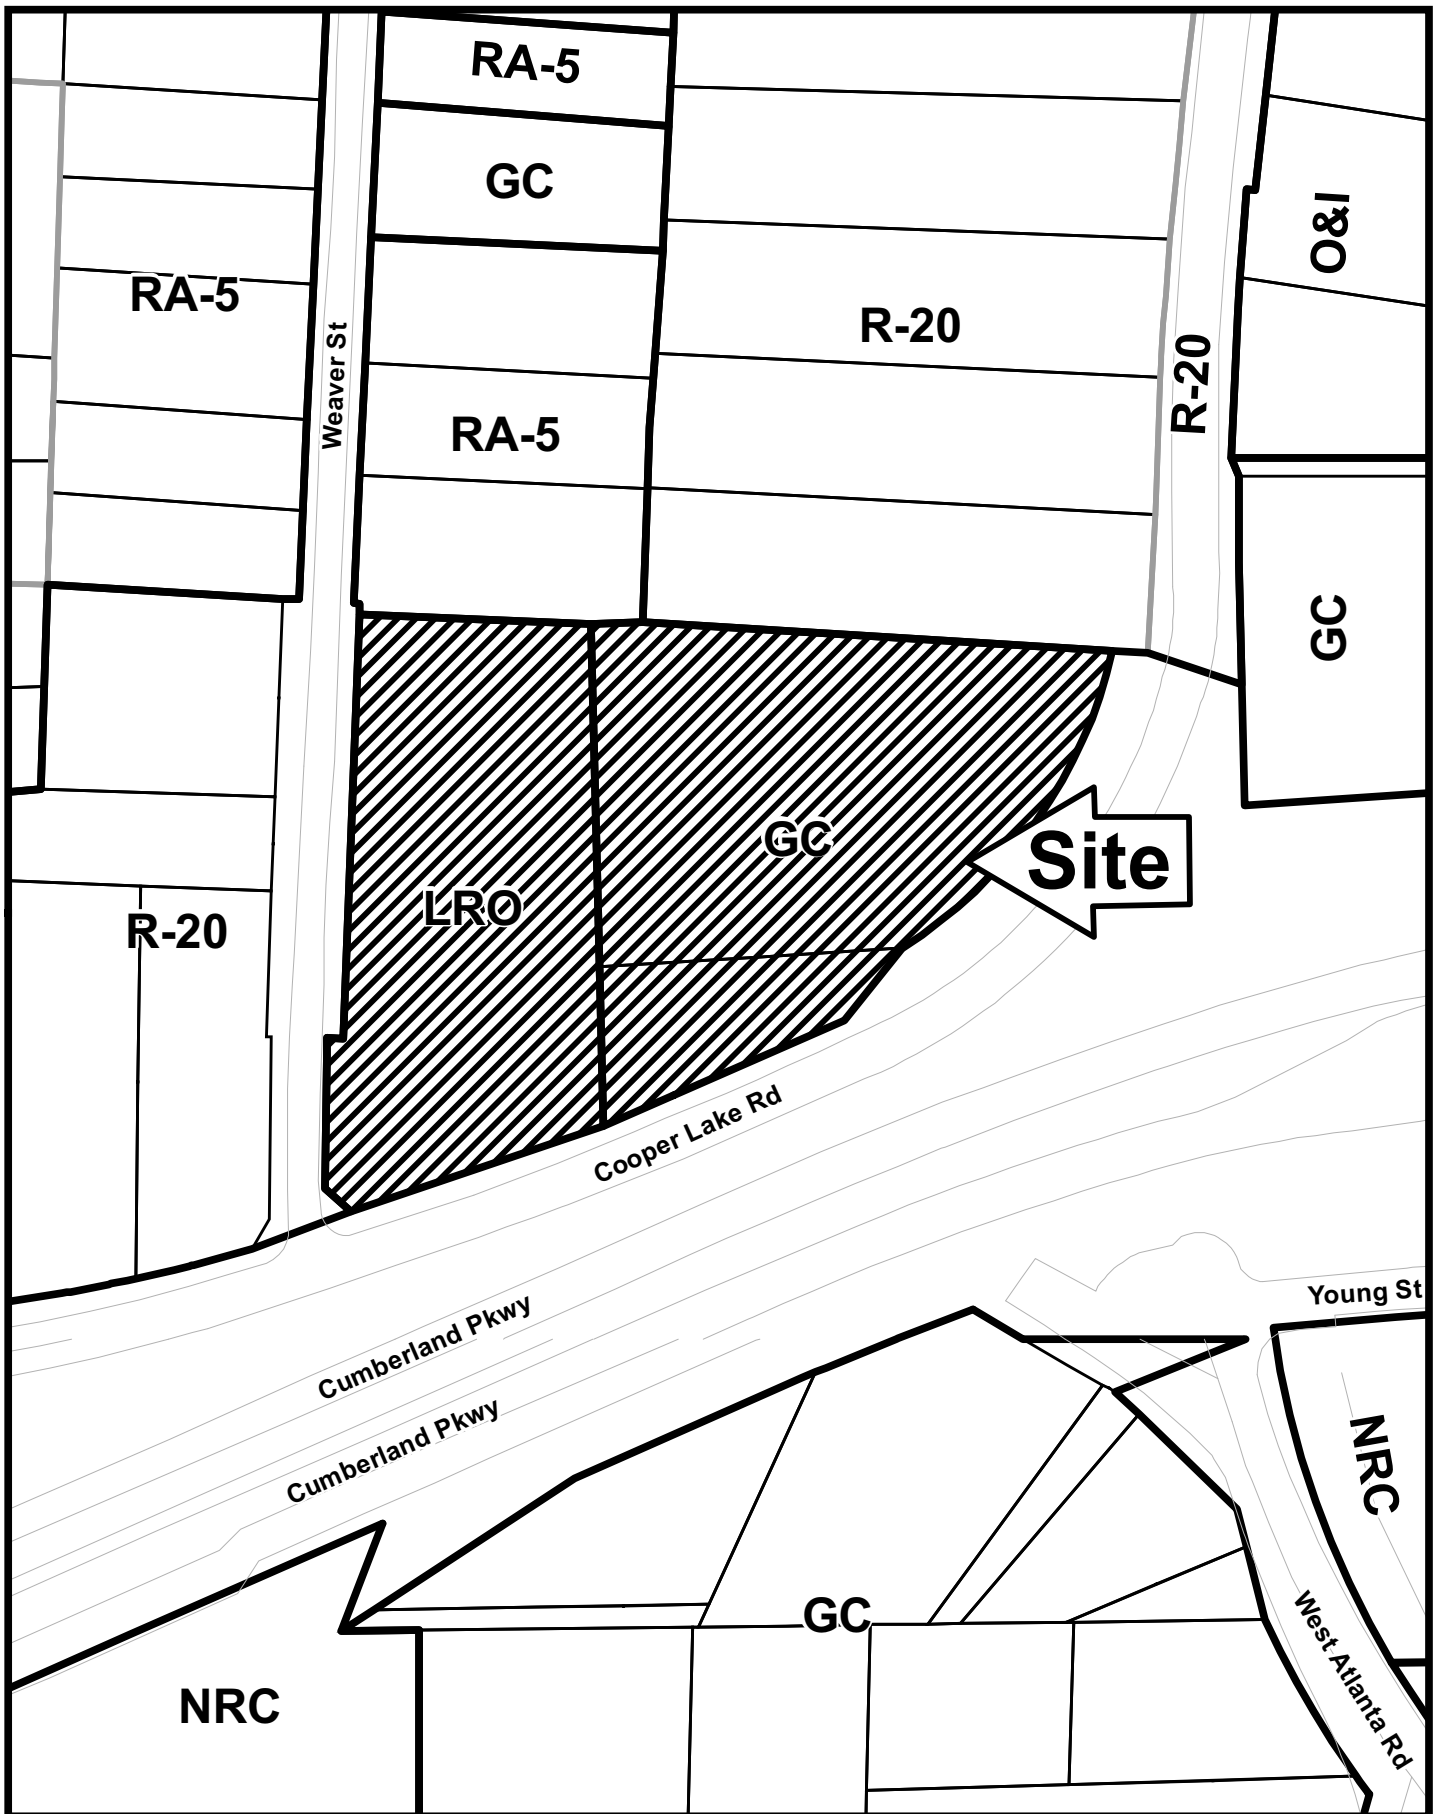 RA-5
GC
O&I
RA-5
R-20
Weaver St
R-20
RA-5
GC
GC
Site
LRO
R-20
Cooper Lake Rd
Young St
Cumberland Pkwy
Cumberland Pkwy
NRC
GC
West Atlanta Rd
NRC